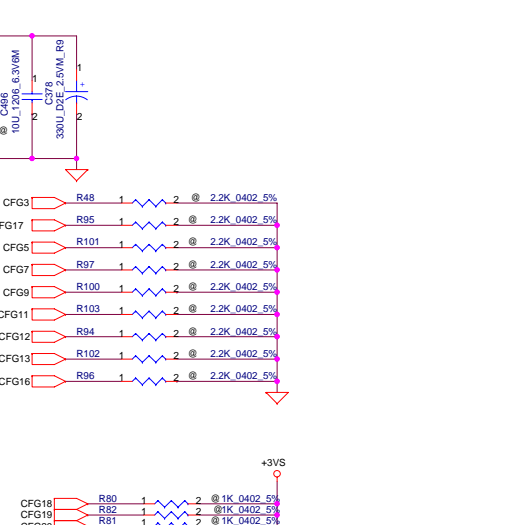 @
C496
10U_1206_6.3V6M
1
2
C378
330U_D2E_2.5VM_R9
1
+
2
CFG3 R48 1 2 @ 2.2K_0402_5%
FG17 R95 1 2 @ 2.2K_0402_5%
CFG5 R101 1 2 @ 2.2K_0402_5%
CFG7 R97 1 2 @ 2.2K_0402_5%
CFG9 R100 1 2 @ 2.2K_0402_5%
CFG11 R103 1 2 @ 2.2K_0402_5%
CFG12 R94 1 2 @ 2.2K_0402_5%
CFG13 R102 1 2 @ 2.2K_0402_5%
CFG16 R96 1 2 @ 2.2K_0402_5%
+3VS
CFG18 R80 1 2 @1K_0402_5%
CFG19 R82 1 2 @1K_0402_5%
R81 1 2 @1K_0402_5%